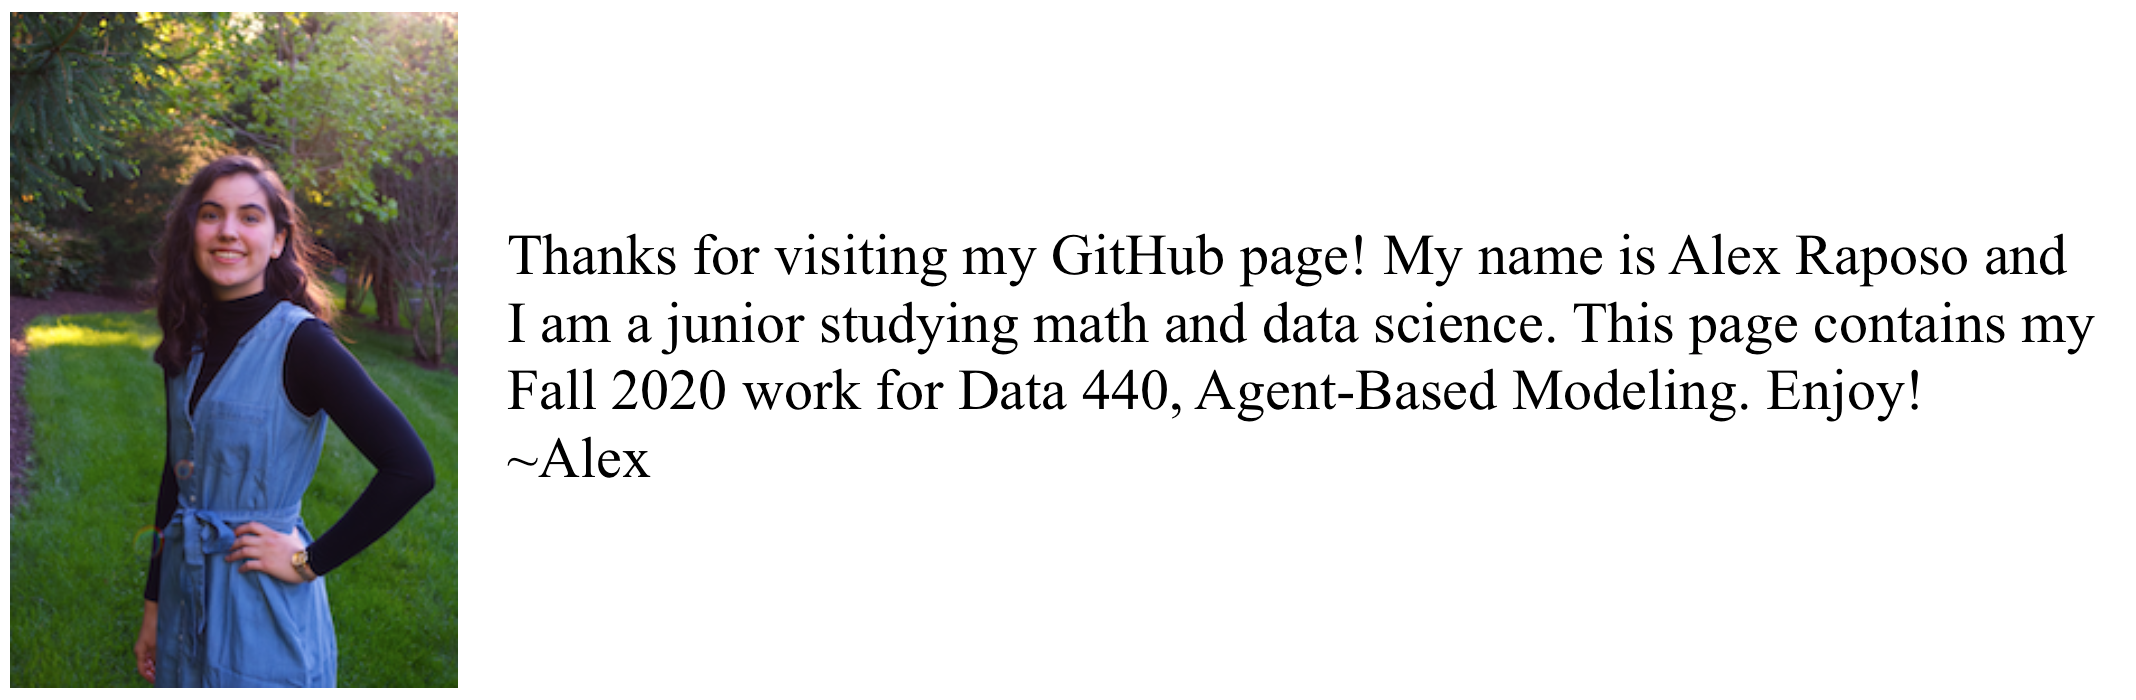 Thanks for visiting my GitHub page! My name is Alex Raposo and
I am a junior studying math and data science. This page contains my
Fall 2020 work for Data 440, Agent-Based Modeling. Enjoy!
~Alex